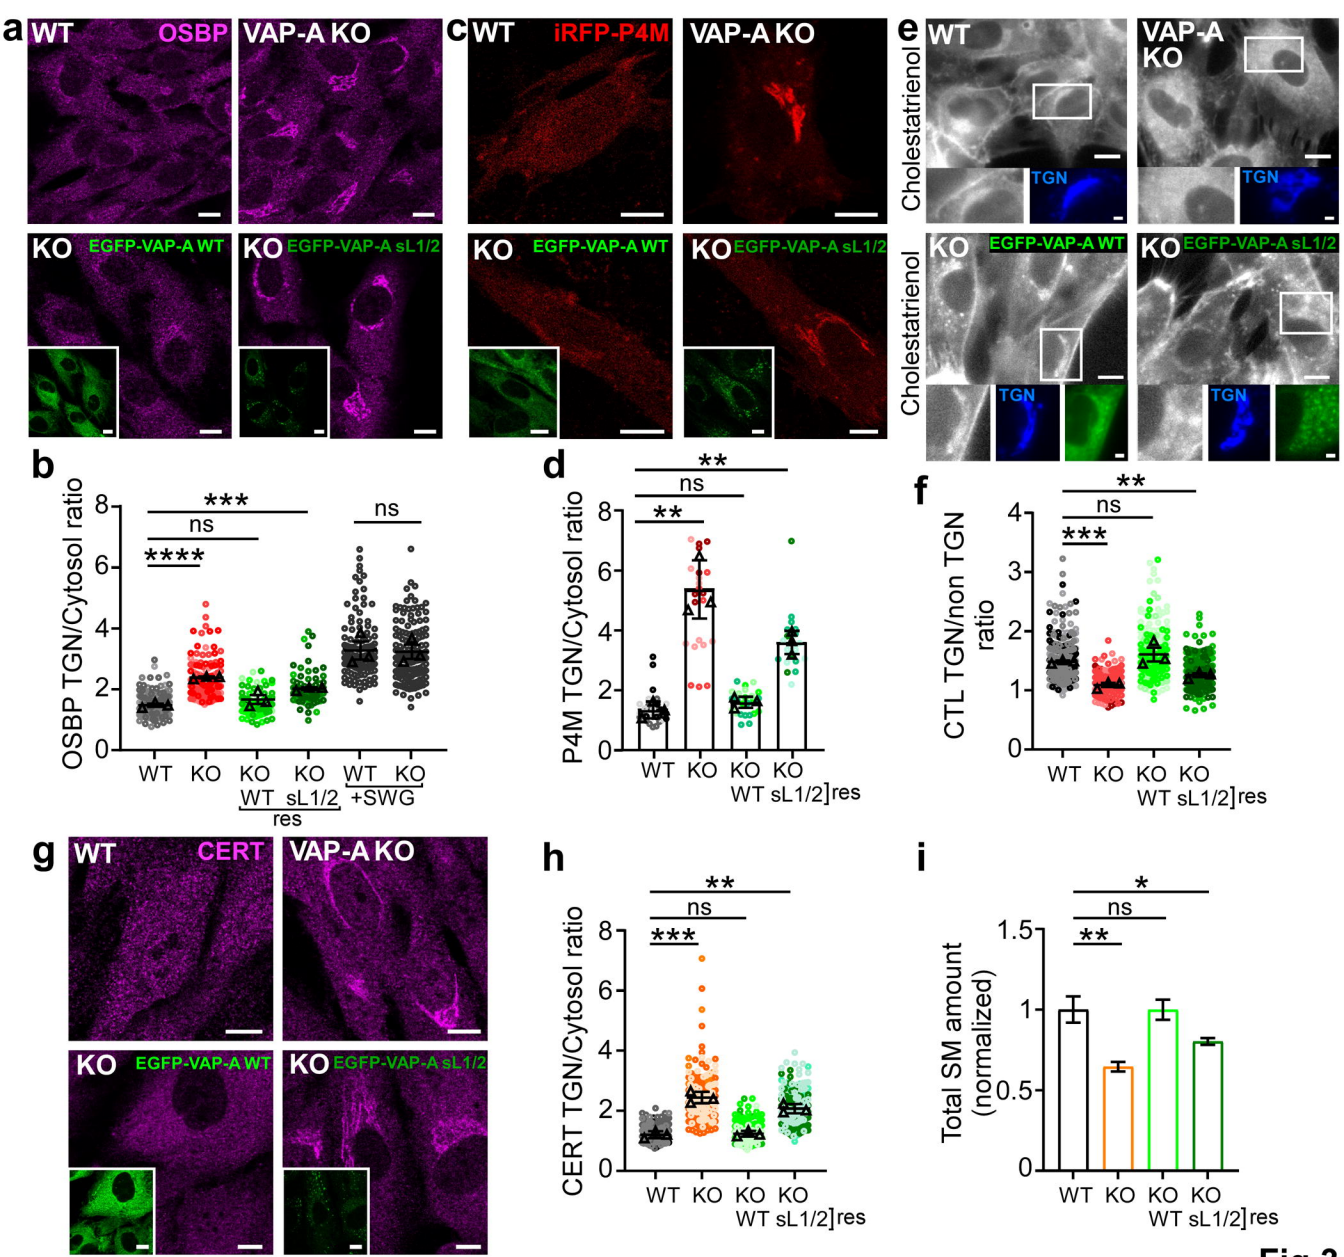 a
WT
OSBP
VAP-A KO
KO
EGFP-VAP-A WT
KO
EGFP-VAP-A sL1/2
c
WT
iRFP-P4M
VAP-A KO
KO
EGFP-VAP-A WT
KO
EGFP-VAP-A sL1/2
e
Cholestatrienol
WT
VAP-A
KO
TGN
TGN
Cholestatrienol
KO
EGFP-VAP-A WT
KO
EGFP-VAP-A sL1/2
TGN
TGN
b
OSBP TGN/Cytosol ratio
8
6
4
2
0
****
ns
***
ns
WT KO KO KO WT KO
WT sL1/2 +SWG
res
d
P4M TGN/Cytosol ratio
8
6
4
2
0
**
ns
**
WT KO KO KO
WT sL1/2]res
f
CTL TGN/non TGN
ratio
4
3
2
1
0
**
ns
***
WT KO KO KO
WT sL1/2]res
g
WT
CERT
VAP-A KO
KO
EGFP-VAP-A WT
KO
EGFP-VAP-A sL1/2
h
CERT TGN/Cytosol ratio
8
6
4
2
0
**
ns
***
WT KO KO KO
WT sL1/2]res
i
Total SM amount
(normalized)
1.5
1
0.5
0
*
ns
**
WT KO KO KO
WT sL1/2]res